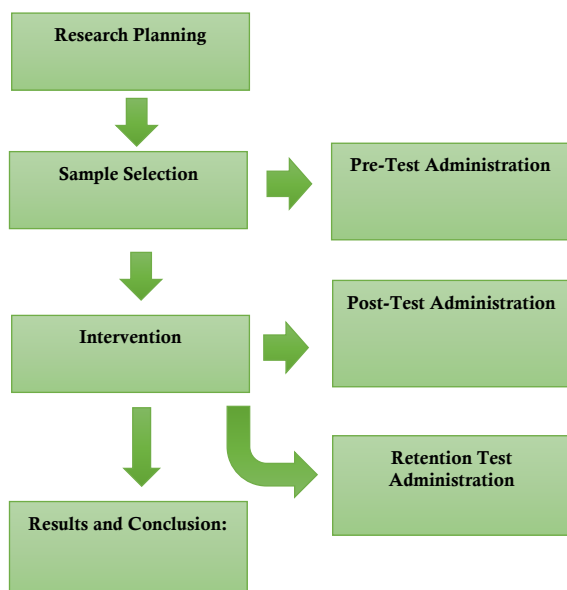 Research Planning
Sample Selection
Pre-Test Administration
Intervention
Post-Test Administration
Retention Test
Administration
Results and Conclusion: